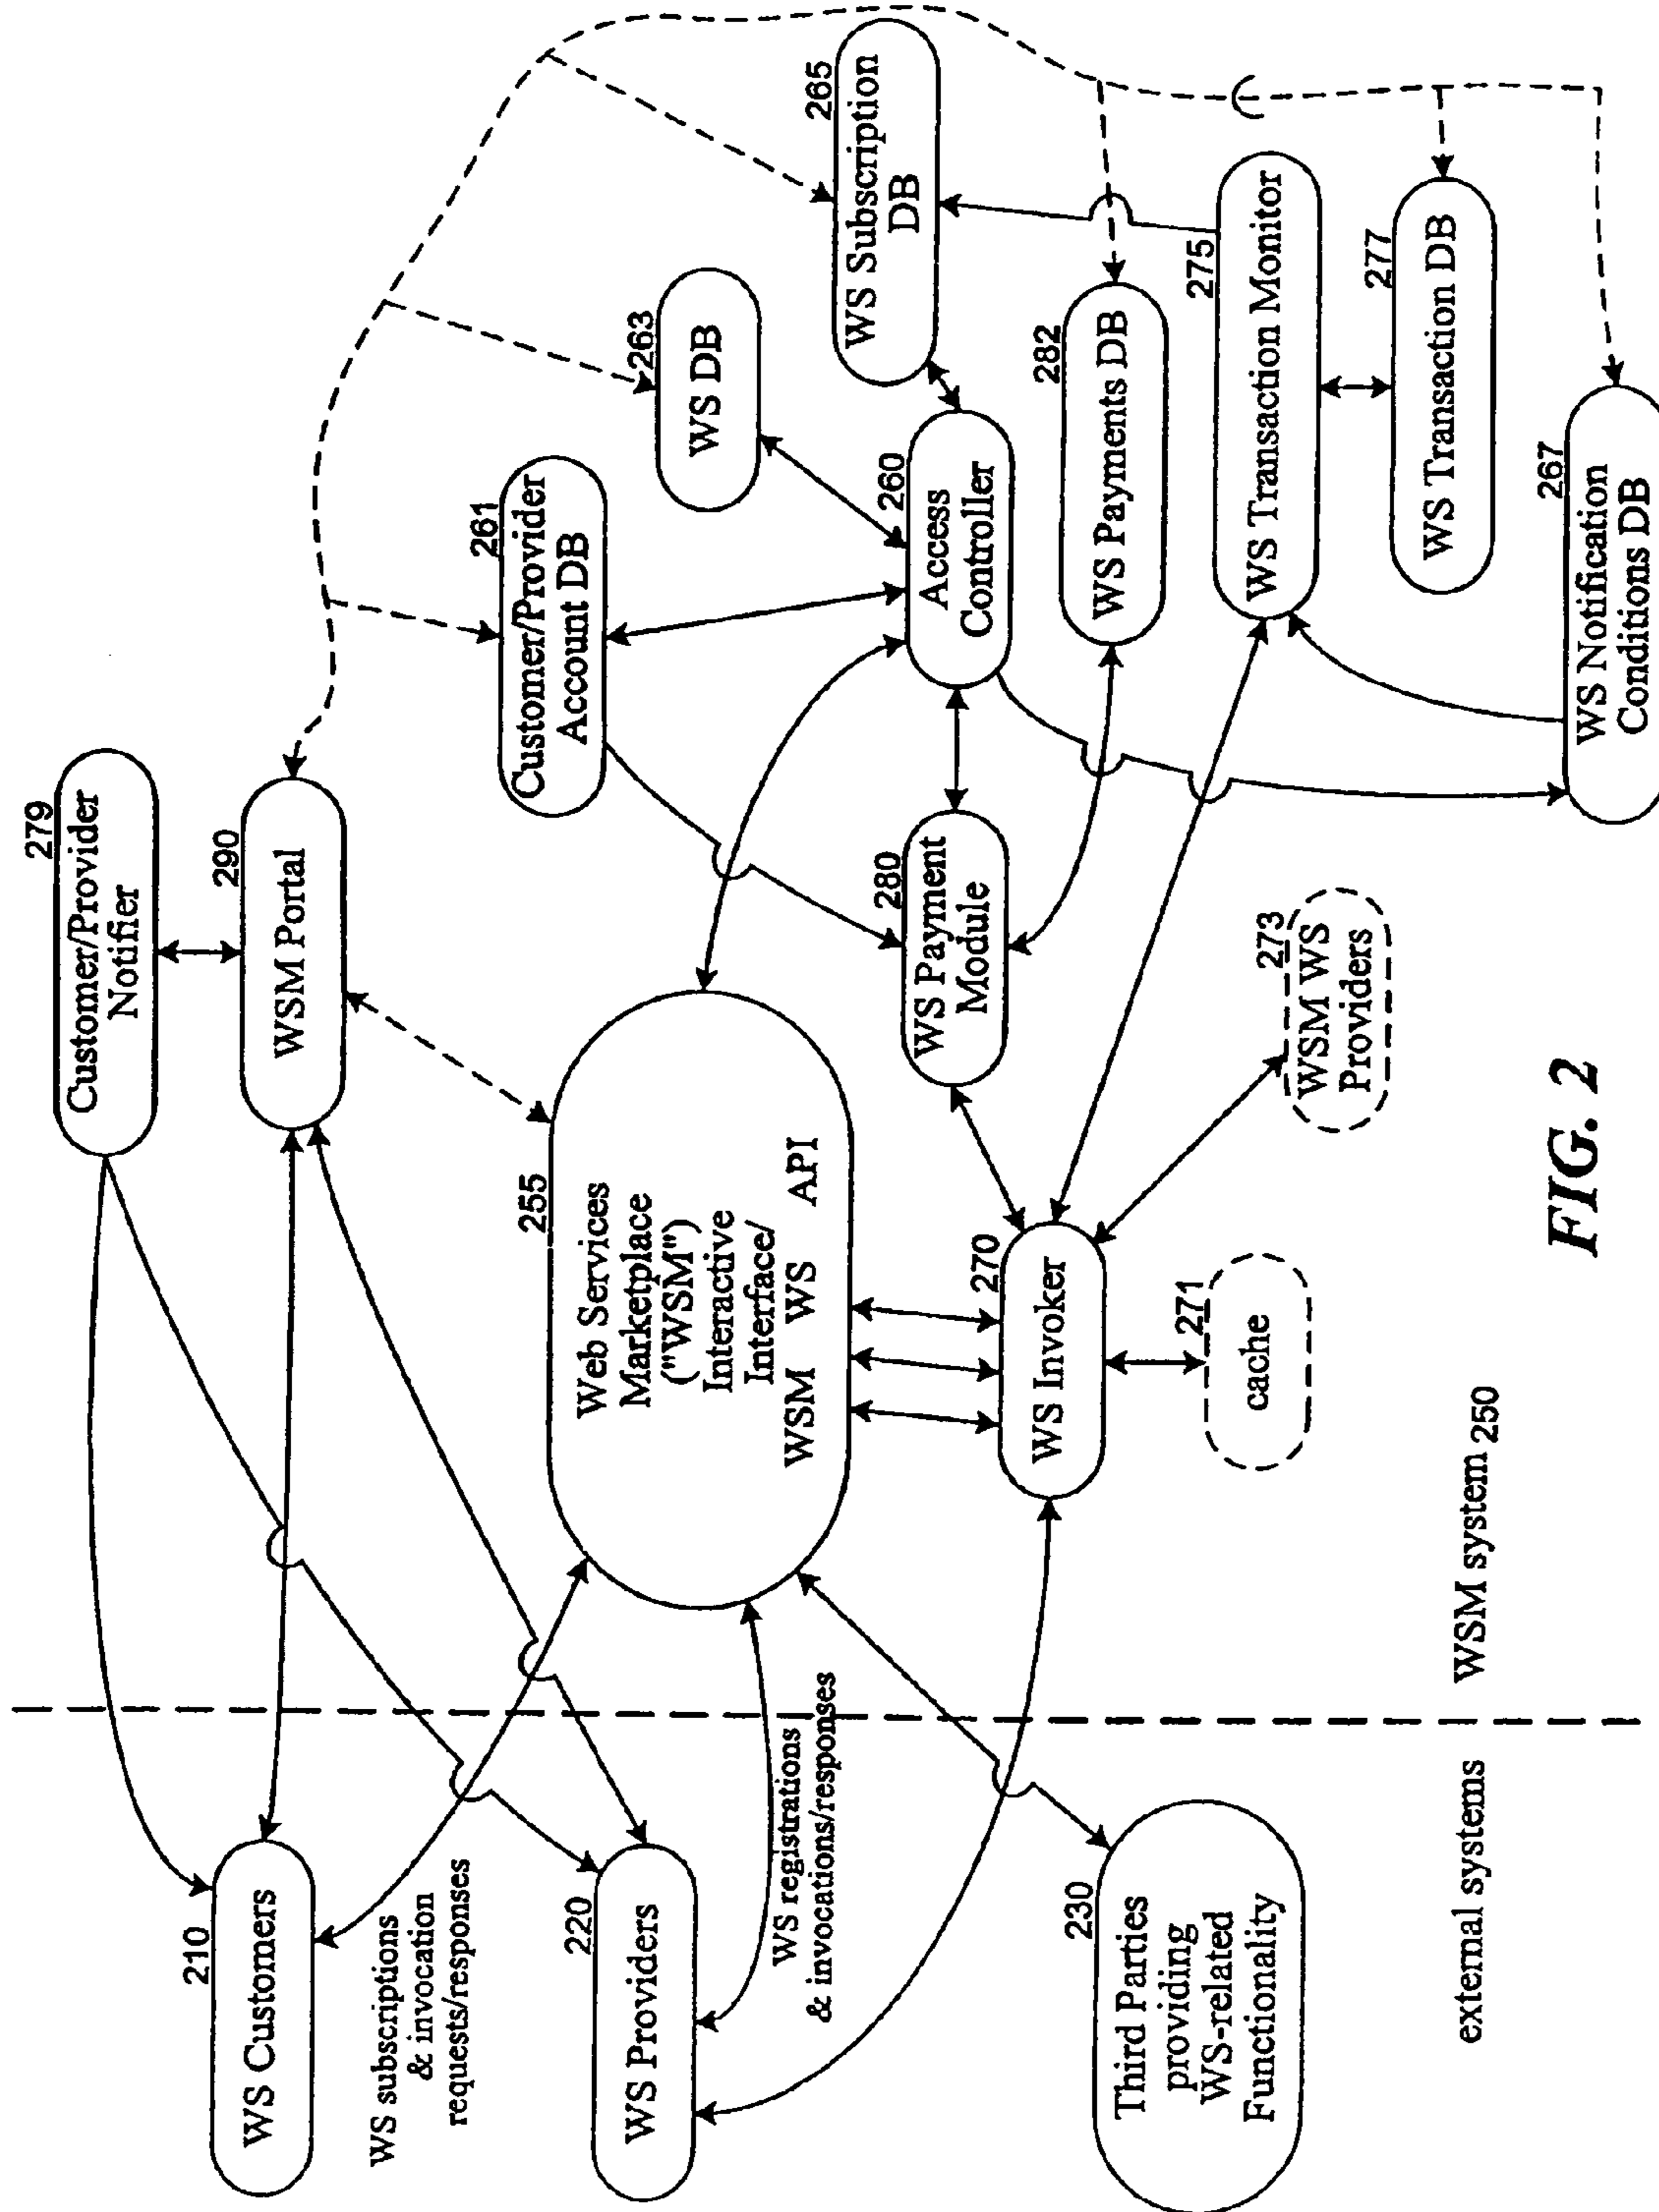 279
Customer/Provider
Notifier
290
WSM Portal
210
WS Customers
WS subscriptions
& invocation
requests/responses
220
WS Providers
WS registrations
& invocations/responses
230
Third Parties
providing
WS-related
Functionality
255
Web Services
Marketplace
("WSM")
Interactive
Interface/
WSM WS API
261
Customer/Provider
Account DB
263
WS DB
265
WS Subscription
DB
260
Access
Controller
280
WS Payment
Module
282
WS Payments DB
270
WS Invoker
271
cache
273
WSM WS
Providers
275
WS Transaction Monitor
277
WS Transaction DB
267
WS Notification
Conditions DB
external systems
WSM system 250
FIG. 2